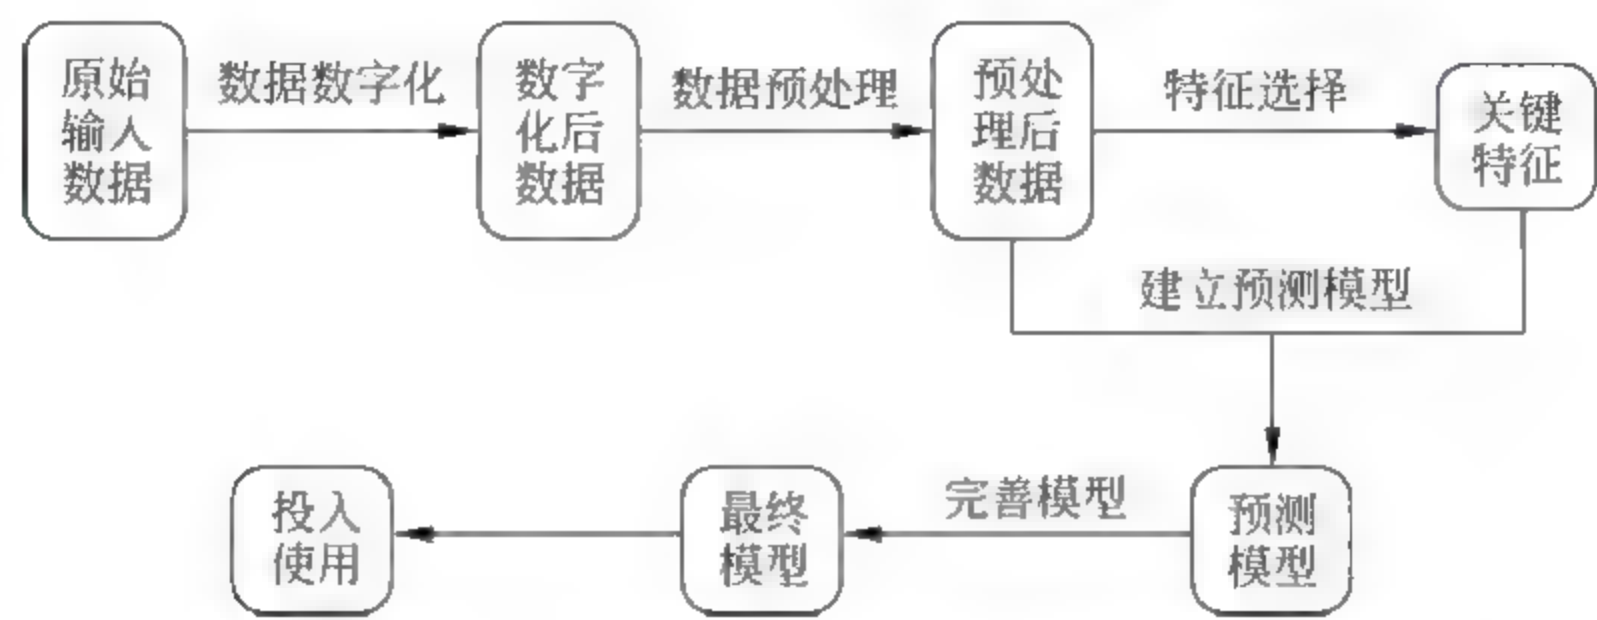 原始
输入
数据
数据数字化
数字
化后
数据
数据预处理
预处
理后
数据
特征选择
关键
特征
建立预测模型
投入
使用
最终
模型
完善模型
预测
模型